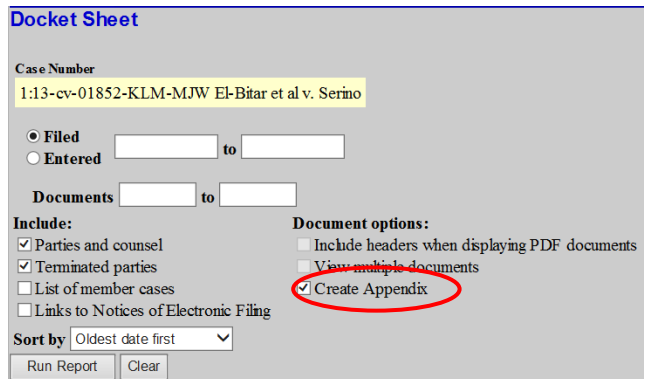 Docket Sheet
Case Number
1:13-cv-01852-KLM-MJW El-Bitar et al v. Serino
Filed
Entered
to
Documents to
Include: Document options:
Parties and counsel Include headers when displaying PDF documents
Terminated parties View multiple documents
List of member cases Create Appendix
Links to Notices of Electronic Filing
Sort by Oldest date first
Run Report Clear